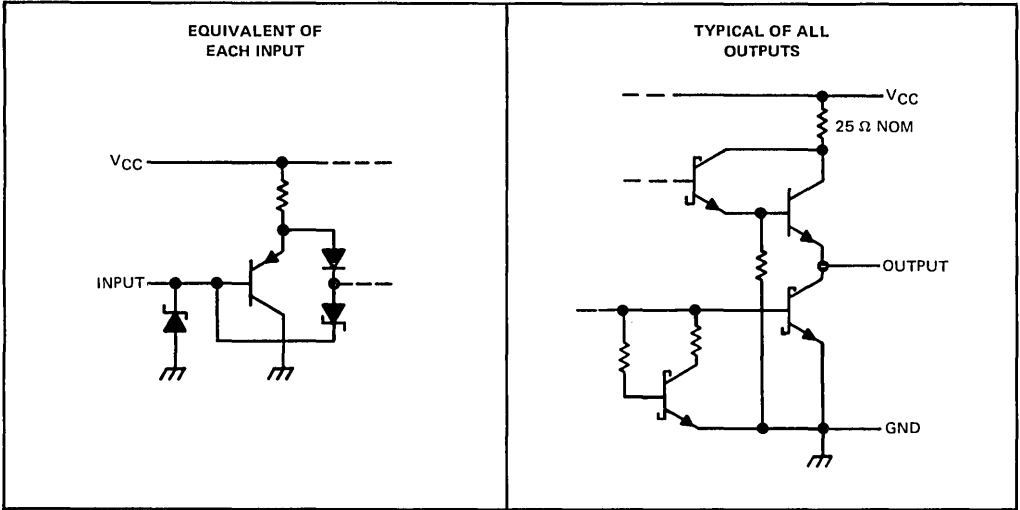 EQUIVALENT OF
EACH INPUT
VCC
INPUT
TYPICAL OF ALL
OUTPUTS
VCC
25 Ω NOM
OUTPUT
GND